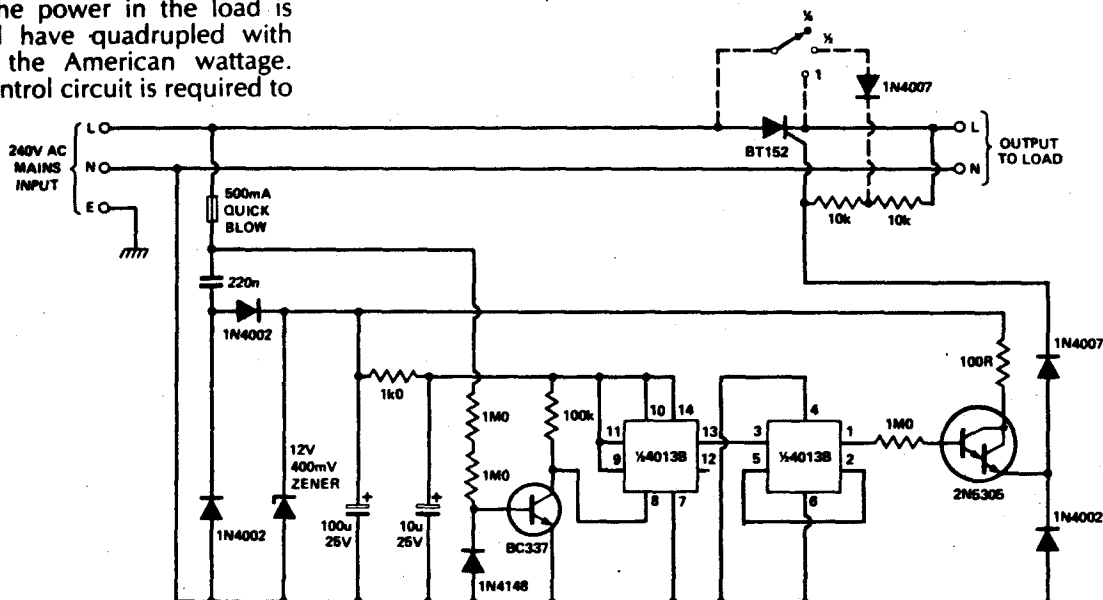 he power in the load is
l have quadrupled with
the American wattage.
ntrol circuit is required to
¼
½
1
1N4007
L
240V AC
MAINS
INPUT
N
E
BT152
L
N
OUTPUT
TO LOAD
500mA
QUICK
BLOW
10k
10k
220n
1N4002
1k0
1M0
100k
10
14
11
13
9
12
½4013B
8
7
4
3
1
5
2
½4013B
6
1M0
100R
1N4007
2N5305
1M0
12V
400mV
ZENER
1N4002
100u
25V
+
10u
25V
+
BC337
1N4148
1N4002